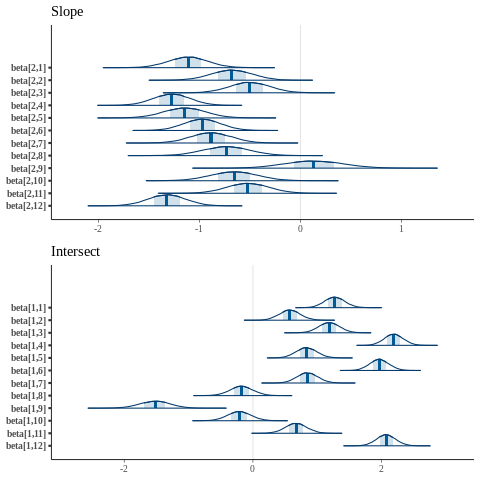 Slope
beta[2,1]
beta[2,2]
beta[2,3]
beta[2,4]
beta[2,5]
beta[2,6]
beta[2,7]
beta[2,8]
beta[2,9]
beta[2,10]
beta[2,11]
beta[2,12]
-2 -1 0 1
Intersect
beta[1,1]
beta[1,2]
beta[1,3]
beta[1,4]
beta[1,5]
beta[1,6]
beta[1,7]
beta[1,8]
beta[1,9]
beta[1,10]
beta[1,11]
beta[1,12]
-2 0 2